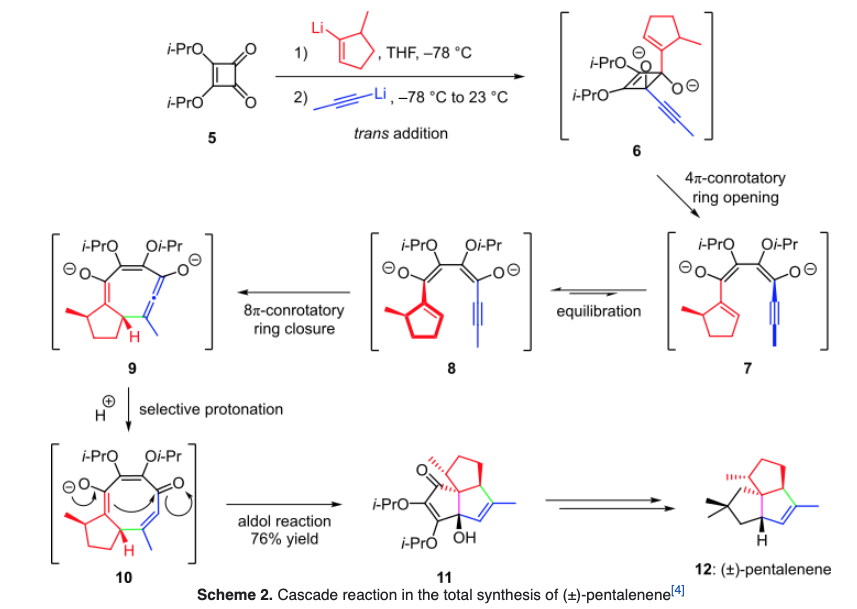 Li
i-PrO
O
1)
, THF, –78 °C
i-PrO
O
2)
Li , –78 °C to 23 °C
5
trans addition
i-PrO
⊖
O
O⊖
i-PrO
6
4π-conrotatory
ring opening
i-PrO Oi-Pr
⊖O O⊖
9
8π-conrotatory
ring closure
H
i-PrO Oi-Pr
⊖O O⊖
8
equilibration
i-PrO Oi-Pr
⊖O O⊖
7
H⊕
selective protonation
i-PrO Oi-Pr
⊖O O
H
10
aldol reaction
76% yield
O
i-PrO
i-PrO OH
11
H
12: (±)-pentalenene
Scheme 2. Cascade reaction in the total synthesis of (±)-pentalenene[4]